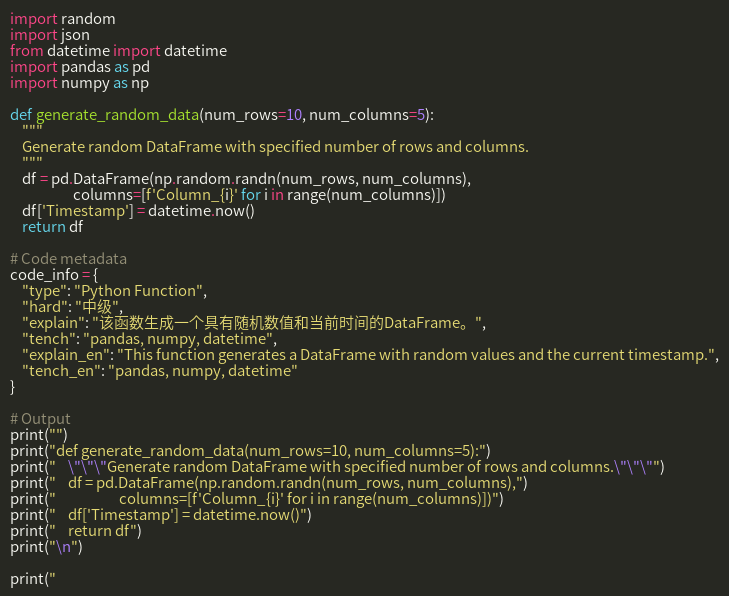 import random
import json
from datetime import datetime
import pandas as pd
import numpy as np

def generate_random_data(num_rows=10, num_columns=5):
    """
    Generate random DataFrame with specified number of rows and columns.
    """
    df = pd.DataFrame(np.random.randn(num_rows, num_columns),
                      columns=[f'Column_{i}' for i in range(num_columns)])
    df['Timestamp'] = datetime.now()
    return df

# Code metadata
code_info = {
    "type": "Python Function",
    "hard": "中级",
    "explain": "该函数生成一个具有随机数值和当前时间的DataFrame。",
    "tench": "pandas, numpy, datetime",
    "explain_en": "This function generates a DataFrame with random values and the current timestamp.",
    "tench_en": "pandas, numpy, datetime"
}

# Output
print("")
print("def generate_random_data(num_rows=10, num_columns=5):")
print("    \"\"\"Generate random DataFrame with specified number of rows and columns.\"\"\"")
print("    df = pd.DataFrame(np.random.randn(num_rows, num_columns),")
print("                      columns=[f'Column_{i}' for i in range(num_columns)])")
print("    df['Timestamp'] = datetime.now()")
print("    return df")
print("\n")

print("